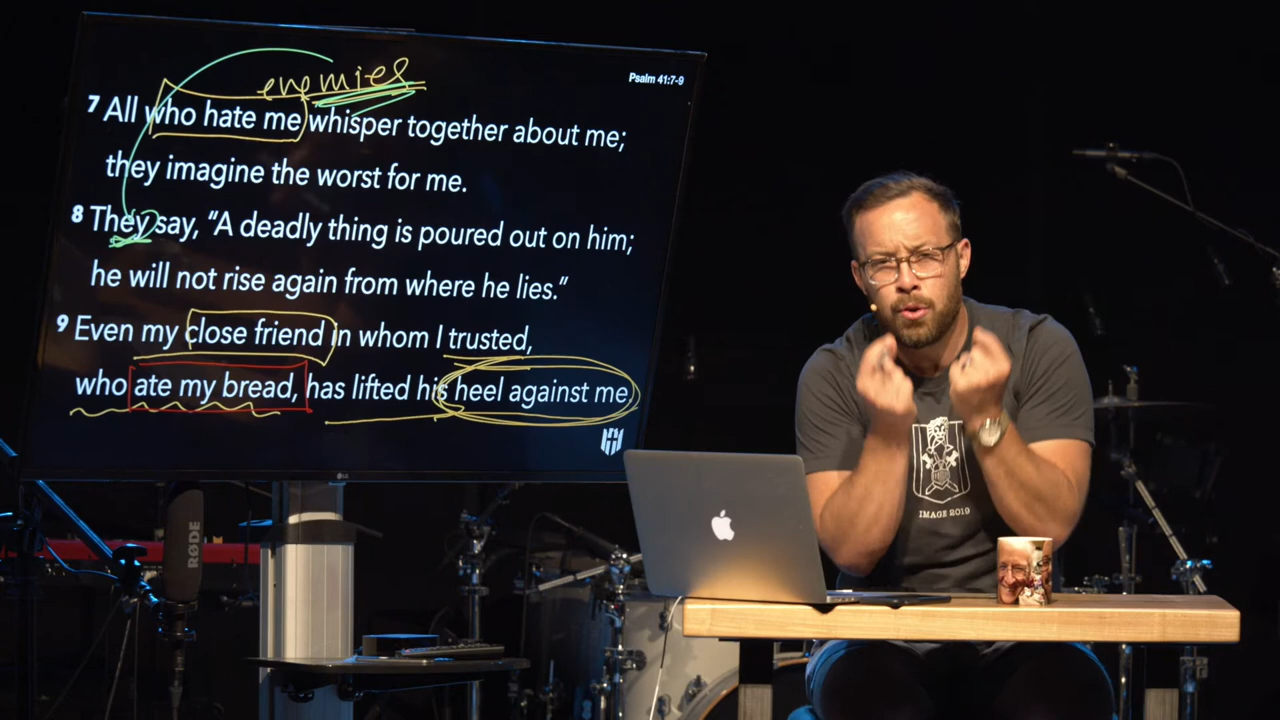 Psalm 41:7-9
enemies
7 All who hate me whisper together about me;
they imagine the worst for me.
8 They say, “A deadly thing is poured out on him;
he will not rise again from where he lies.”
9 Even my close friend in whom I trusted,
who ate my bread, has lifted his heel against me.
LG
RØDE
IMAGE 2019